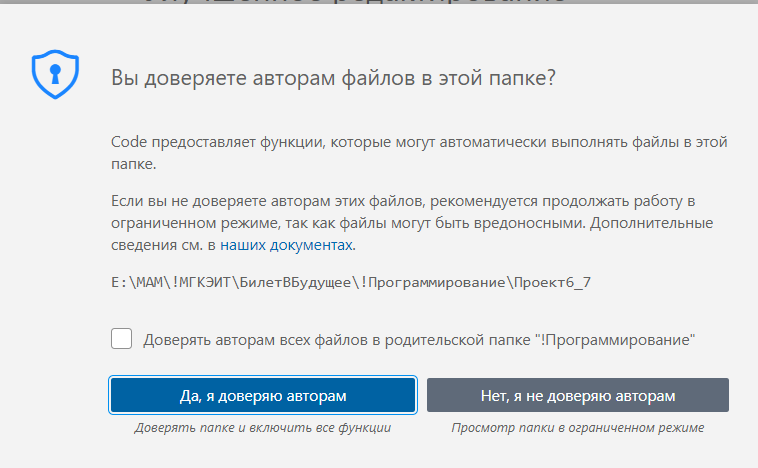 Вы доверяете авторам файлов в этой папке?
Code предоставляет функции, которые могут автоматически выполнять файлы в этой
папке.
Если вы не доверяете авторам этих файлов, рекомендуется продолжать работу в
ограниченном режиме, так как файлы могут быть вредоносными. Дополнительные
сведения см. в наших документах.
E:\МАМ\!МГКЭИТ\БилетВБудущее\!Программирование\Проект6_7
Доверять авторам всех файлов в родительской папке "!Программирование"
Да, я доверяю авторам
Нет, я не доверяю авторам
Доверять папке и включить все функции
Просмотр папки в ограниченном режиме